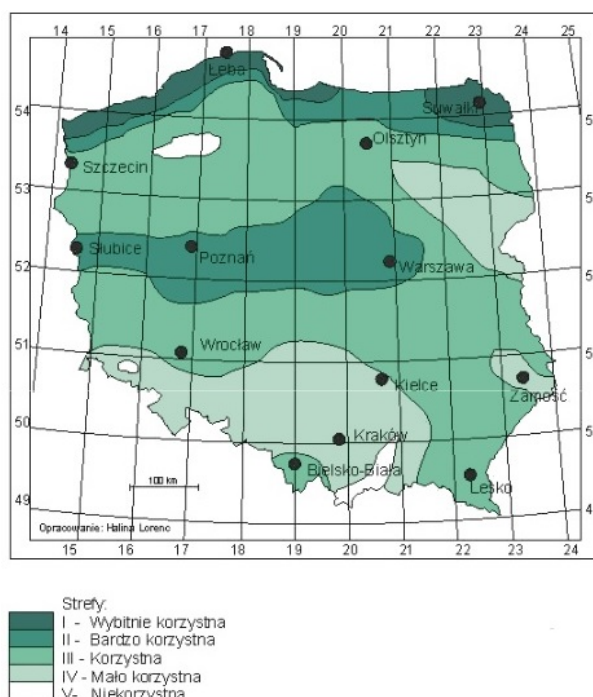 14 15 16 17 18 19 20 21 22 23 24 25
Łeba
54
Suwałki
Olsztyn
Szczecin
53
Słubice
Poznań
Warszawa
52
Wrocław
51
Kielce
Zamość
50
Kraków
Bielsko-Biała
Lesko
100 km
49
Opracowanie: Halina Lorenc
15 16 17 18 19 20 21 22 23 24
Strefy:
I - Wybitnie korzystna
II - Bardzo korzystna
III - Korzystna
IV - Mało korzystna
V- Niekorzystna